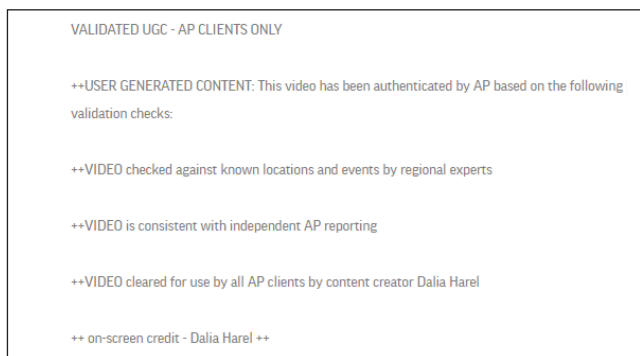 VALIDATED UGC - AP CLIENTS ONLY
++USER GENERATED CONTENT: This video has been authenticated by AP based on the following
validation checks:
++VIDEO checked against known locations and events by regional experts
++VIDEO is consistent with independent AP reporting
++VIDEO cleared for use by all AP clients by content creator Dalia Harel
++ on-screen credit - Dalia Harel ++